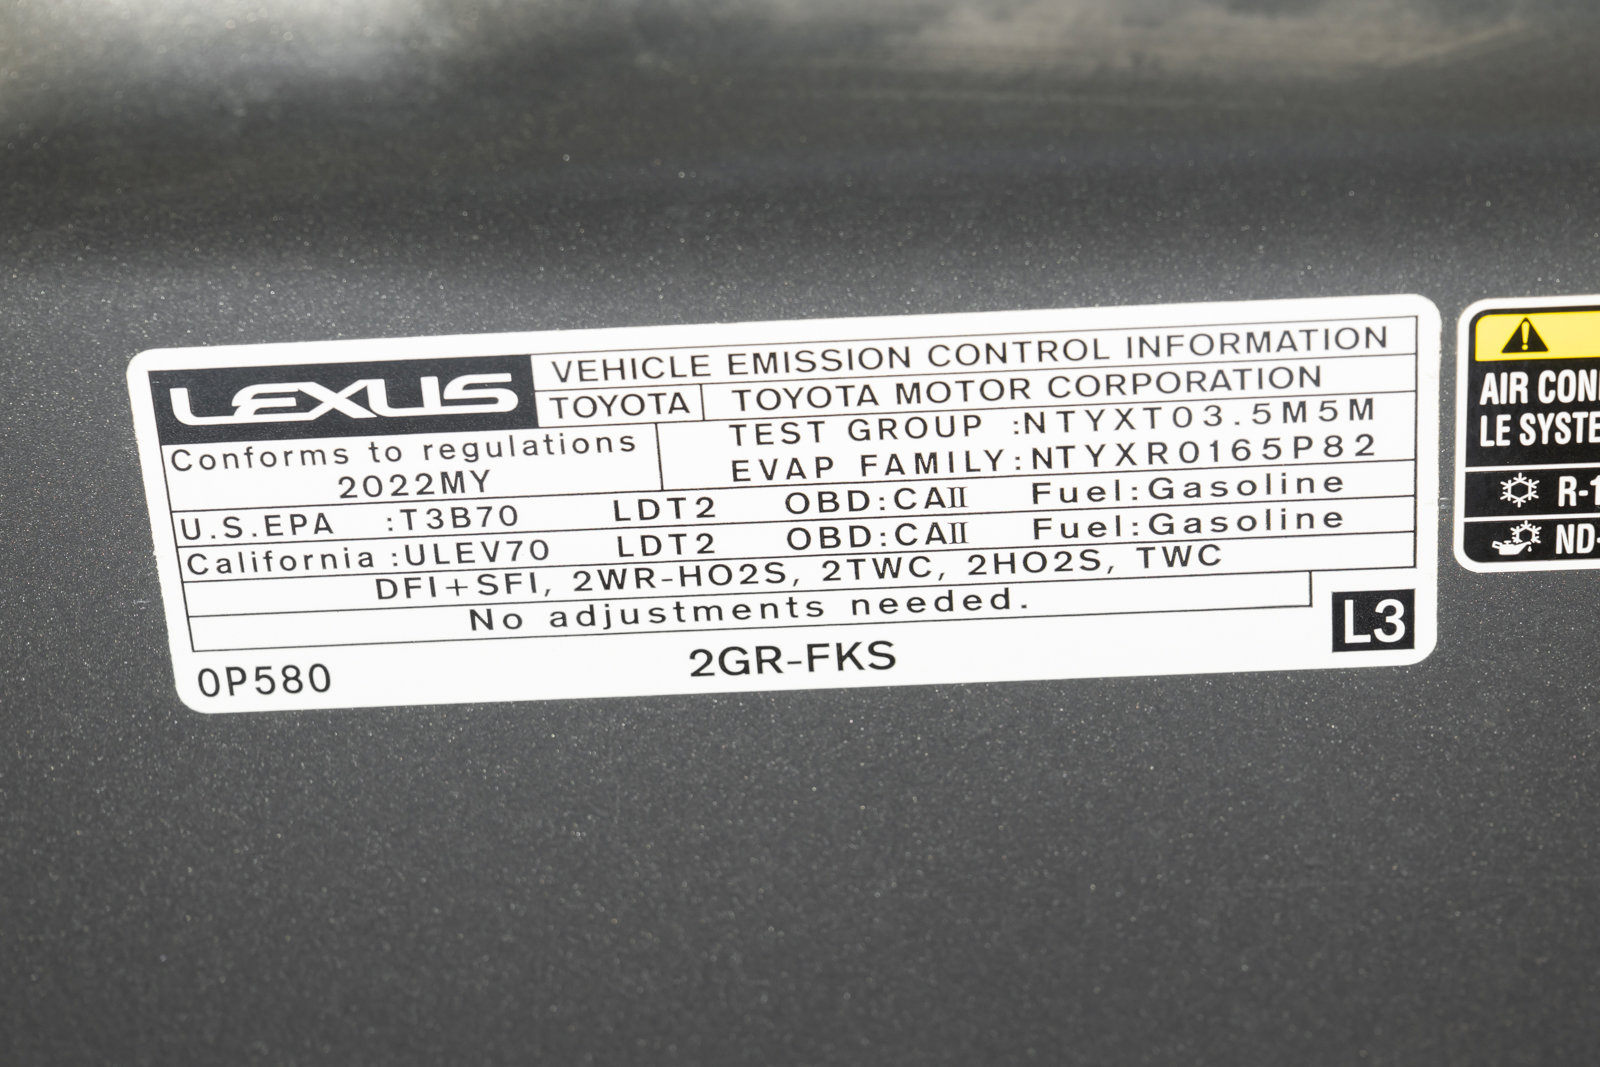 LEXUS
VEHICLE EMISSION CONTROL INFORMATION
TOYOTA TOYOTA MOTOR CORPORATION
Conforms to regulations
2022MY
TEST GROUP :NTYXT03.5M5M
EVAP FAMILY:NTYXR0165P82
U.S.EPA :T3B70 LDT2 OBD:CAII Fuel:Gasoline
California :ULEV70 LDT2 OBD:CAII Fuel:Gasoline
DFI+SFI, 2WR-HO2S, 2TWC, 2HO2S, TWC
No adjustments needed.
0P580 2GR-FKS L3
AIR CON
LE SYSTE
R-1
ND-